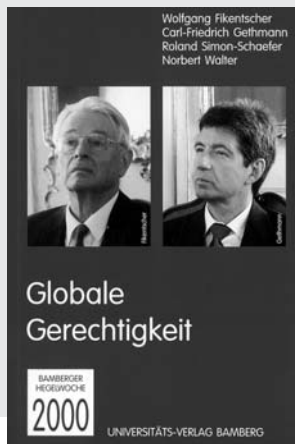 Wolfgang Fikentscher
Carl-Friedrich Gethmann
Roland Simon-Schaefer
Norbert Walter
Fikentscher
Gethmann
Globale
Gerechtigkeit
BAMBERGER
HEGELWOCHE
2000
UNIVERSITÄTS-VERLAG BAMBERG